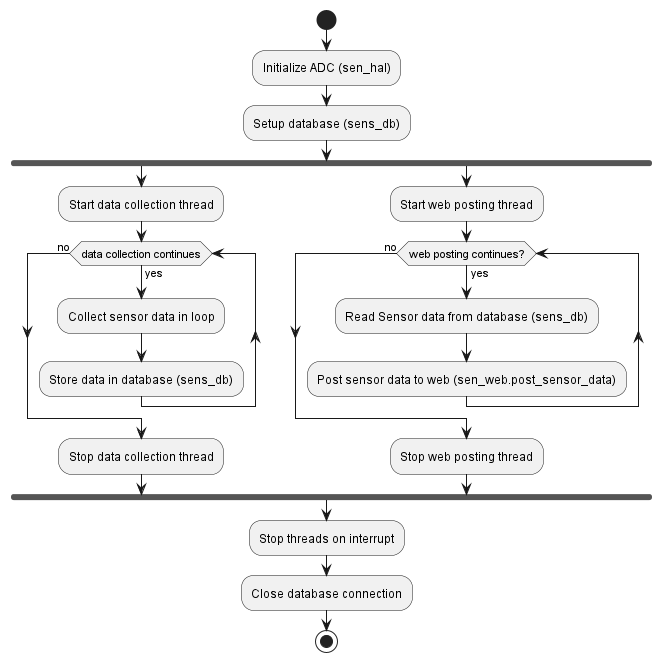 Initialize ADC (sen_hal)
Setup database (sens_db)
Start data collection thread
Start web posting thread
no
data collection continues
no
web posting continues?
yes
yes
Collect sensor data in loop
Read Sensor data from database (sens_db)
Store data in database (sens_db)
Post sensor data to web (sen_web.post_sensor_data)
Stop data collection thread
Stop web posting thread
Stop threads on interrupt
Close database connection